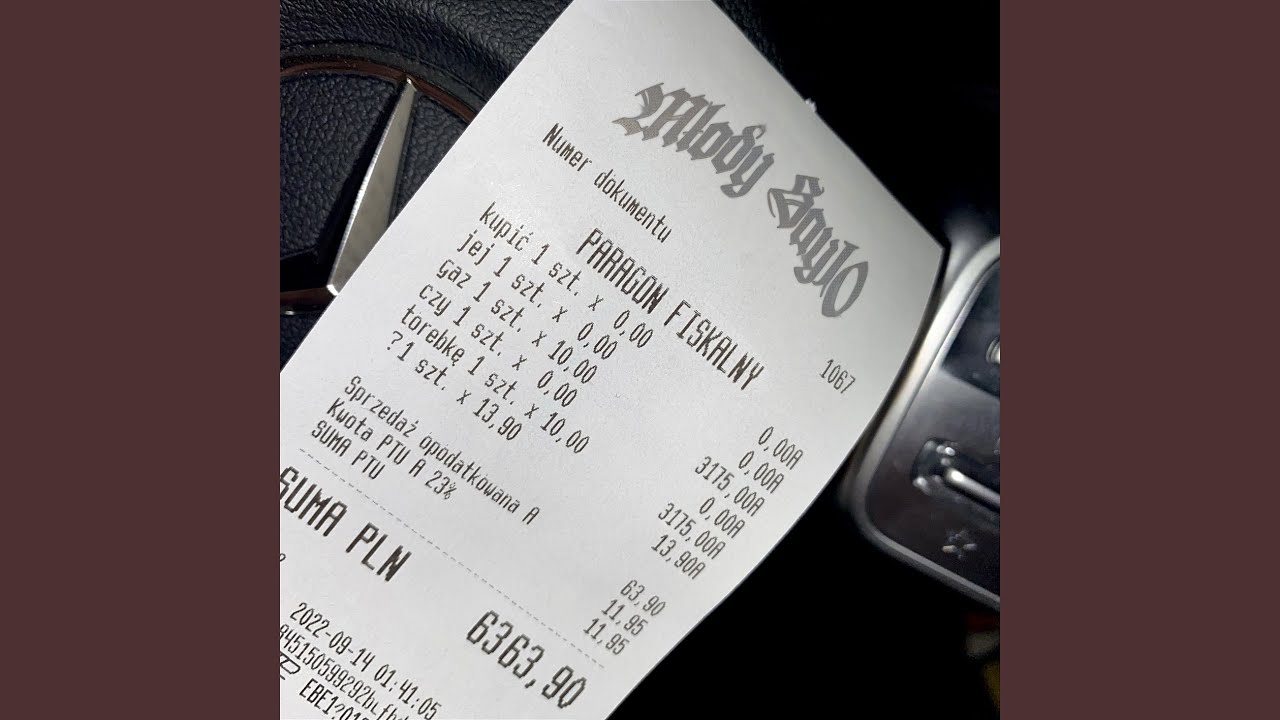 Mlody Saylo
Numer dokumentu 1067
PARAGON FISKALNY
kupić 1 szt. x 0,00 0,00A
jej 1 szt. x 0,00 0,00A
gaz 1 szt. x 10,00 3175,00A
czy 1 szt. x 0,00 0,00A
torebkę 1 szt. x 10,00 3175,00A
? 1 szt. x 13,90 13,90A
Sprzedaż opodatkowana A 63,90
Kwota PTU A 23% 11,95
SUMA PTU 11,95
SUMA PLN 6363,90
2022-09-14 01:41:05